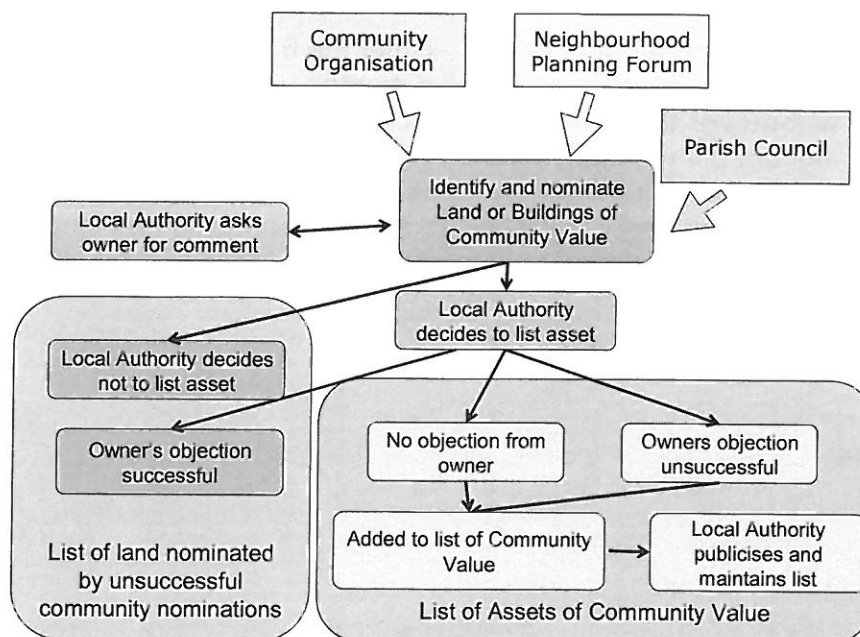 Community
Organisation
Neighbourhood
Planning Forum
Parish Council
Identify and nominate
Land or Buildings of
Community Value
Local Authority asks
owner for comment
Local Authority
decides to list asset
Local Authority decides
not to list asset
Owner's objection
successful
No objection from
owner
Owners objection
unsuccessful
Added to list of Community
Value
Local Authority
publicises and
maintains list
List of land nominated
by unsuccessful
community nominations
List of Assets of Community Value